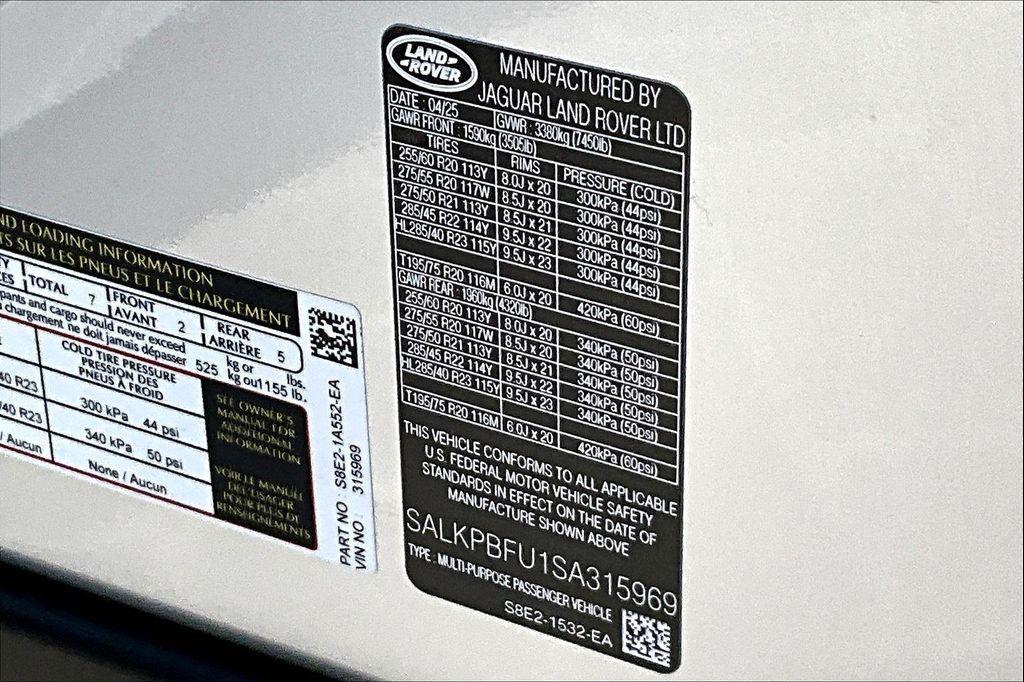 ND LOADING INFORMATION
TS SUR LES PNEUS ET LE CHARGEMENT
TOTAL 7 FRONT AVANT 2 REAR ARRIÈRE 5
pants and cargo should never exceed
chargement ne doit jamais dépasser 525 kg or kg ou 1155 lbs. lb.
COLD TIRE PRESSURE
PRESSION DES
PNEUS À FROID
40 R23 300 kPa 44 psi
/40 R23 340 kPa 50 psi
/ Aucun None / Aucun
SEE OWNER'S
MANUAL FOR
ADDITIONAL
INFORMATION
VOIR LE MANUEL
DE L'USAGER
POUR PLUS DE
RENSEIGNEMENTS
PART NO : S8E2-1A552-EA
VIN NO : 315969
LAND ROVER
MANUFACTURED BY
JAGUAR LAND ROVER LTD
DATE : 04/25 GVWR : 3380kg (7450lb)
GAWR FRONT : 1590kg (3505lb)
TIRES RIMS PRESSURE (COLD)
255/60 R20 113Y 8.0J x 20 300kPa (44psi)
275/55 R20 117W 8.5J x 20 300kPa (44psi)
275/50 R21 113Y 8.5J x 21 300kPa (44psi)
285/45 R22 114Y 9.5J x 22 300kPa (44psi)
HL285/40 R23 115Y 9.5J x 23 300kPa (44psi)
T195/75 R20 116M 6.0J x 20 420kPa (60psi)
GAWR REAR : 1960kg (4320lb)
255/60 R20 113Y 8.0J x 20 340kPa (50psi)
275/55 R20 117W 8.5J x 20 340kPa (50psi)
275/50 R21 113Y 8.5J x 21 340kPa (50psi)
285/45 R22 114Y 9.5J x 22 340kPa (50psi)
HL285/40 R23 115Y 9.5J x 23 340kPa (50psi)
T195/75 R20 116M 6.0J x 20 420kPa (60psi)
THIS VEHICLE CONFORMS TO ALL APPLICABLE
U.S. FEDERAL MOTOR VEHICLE SAFETY
STANDARDS IN EFFECT ON THE DATE OF
MANUFACTURE SHOWN ABOVE
SALKPBFU1SA315969
TYPE : MULTI-PURPOSE PASSENGER VEHICLE
S8E2-1532-EA